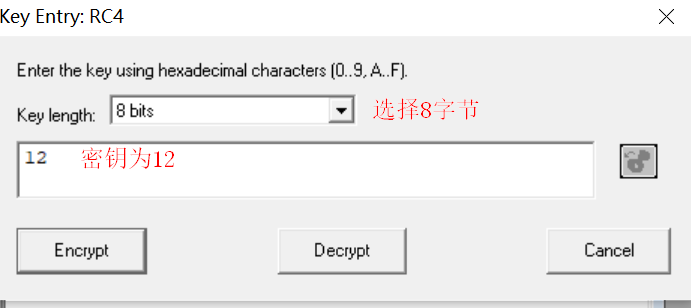 Key Entry: RC4
Enter the key using hexadecimal characters (0..9, A..F).
Key length: 8 bits 选择8字节
12 密钥为12
Encrypt Decrypt Cancel